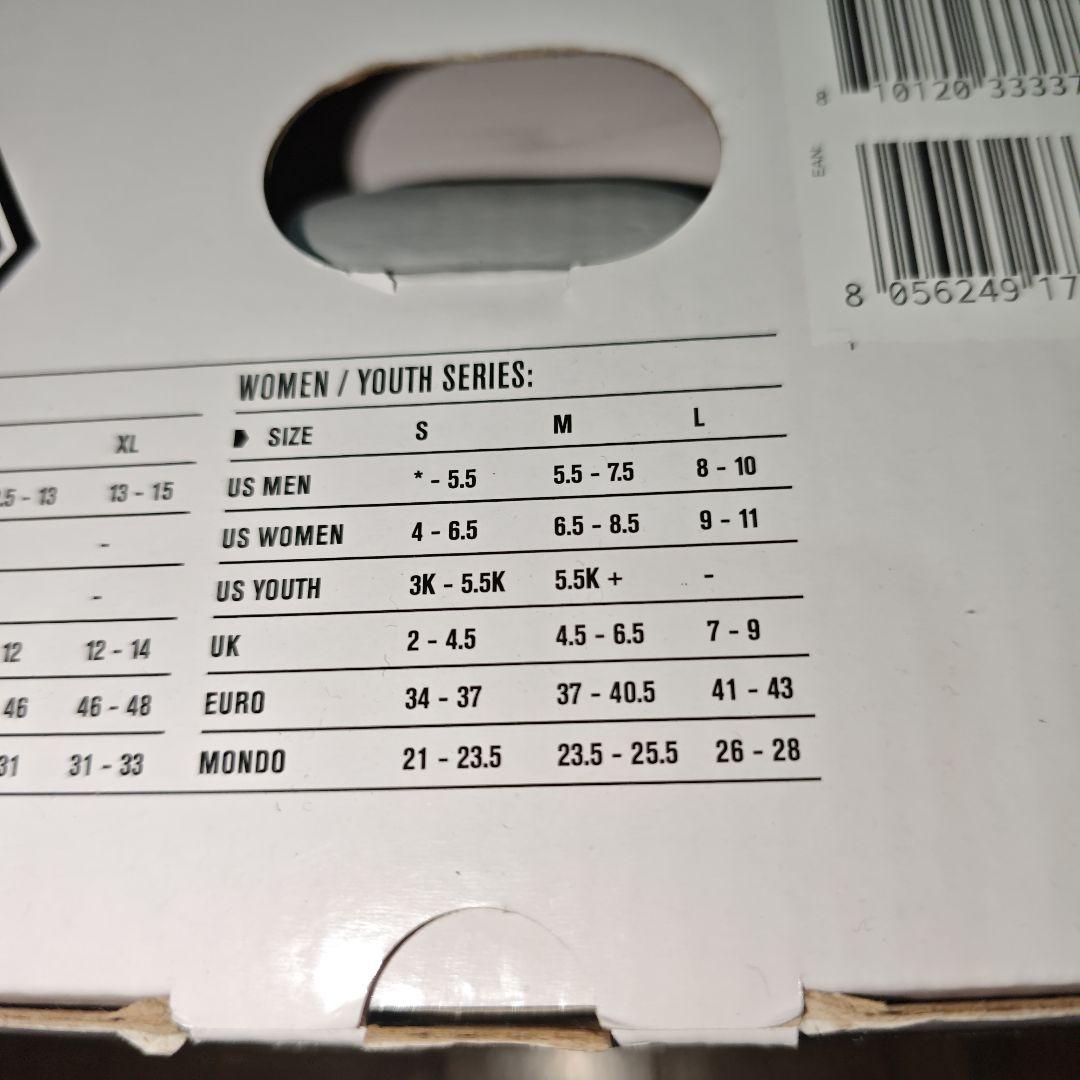 8 10120 33337
EAN:
8 056249 17
WOMEN / YOUTH SERIES:
XL SIZE S M L
.5 - 13 13 - 15 US MEN * - 5.5 5.5 - 7.5 8 - 10
- US WOMEN 4 - 6.5 6.5 - 8.5 9 - 11
- US YOUTH 3K - 5.5K 5.5K + -
12 12 - 14 UK 2 - 4.5 4.5 - 6.5 7 - 9
46 46 - 48 EURO 34 - 37 37 - 40.5 41 - 43
31 31 - 33 MONDO 21 - 23.5 23.5 - 25.5 26 - 28